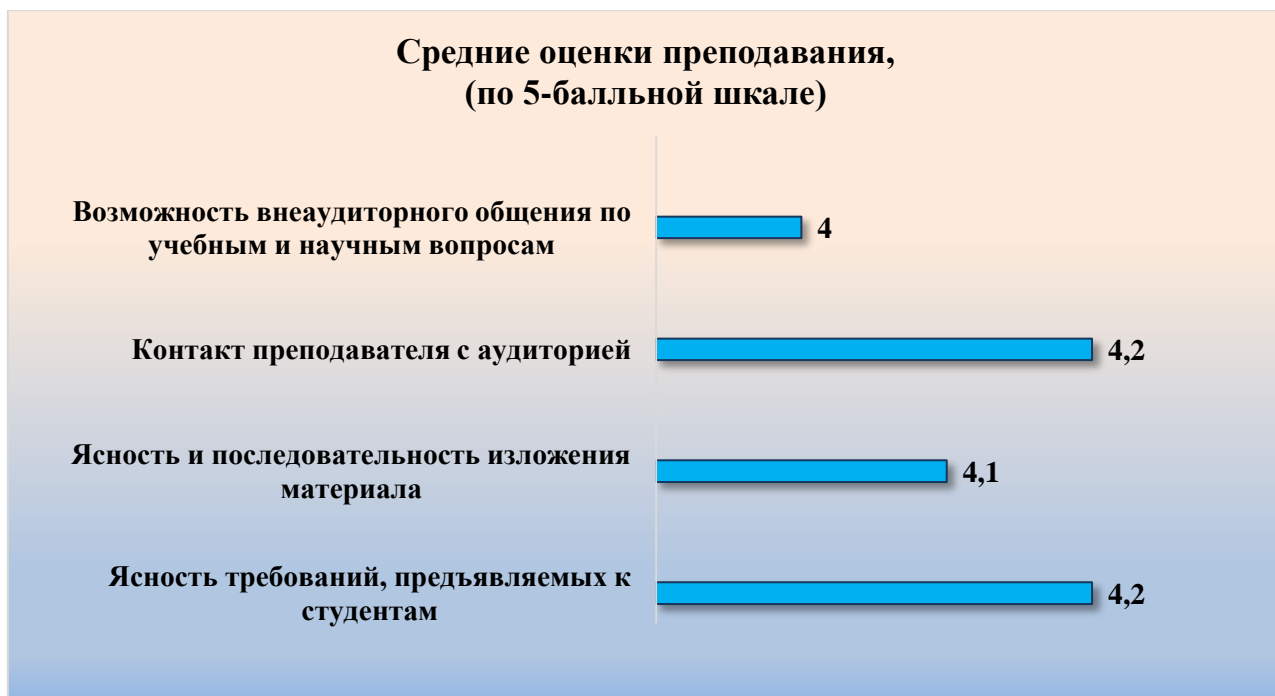 Средние оценки преподавания,
(по 5-балльной шкале)
Возможность внеаудиторного общения по
учебным и научным вопросам
4
Контакт преподавателя с аудиторией
4,2
Ясность и последовательность изложения
материала
4,1
Ясность требований, предъявляемых к
студентам
4,2